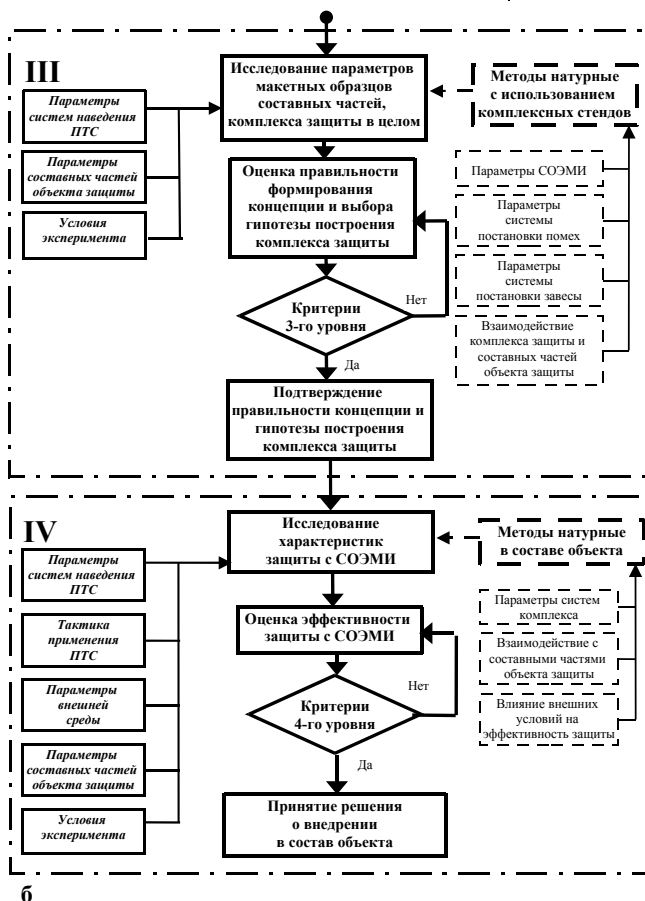 III
Исследование параметров
макетных образцов
составных частей,
комплекса защиты в целом
Методы натурные
с использованием
комплексных стендов
Параметры
систем наведения
ПТС
Параметры
составных частей
объекта защиты
Условия
эксперимента
Оценка правильности
формирования
концепции и выбора
гипотезы построения
комплекса защиты
Параметры СОЭМИ
Параметры
системы
постановки помех
Параметры
системы
постановки завесы
Взаимодействие
комплекса защиты и
составных частей
объекта защиты
Критерии
3-го уровня
Нет
Да
Подтверждение
правильности концепции и
гипотезы построения
комплекса защиты
IV
Исследование
характеристик
защиты с СОЭМИ
Методы натурные
в составе объекта
Параметры
систем наведения
ПТС
Тактика
применения
ПТС
Параметры
внешней
среды
Параметры
составных частей
объекта защиты
Условия
эксперимента
Оценка эффективности
защиты с СОЭМИ
Параметры систем
комплекса
Взаимодействие с
составными частями
объекта защиты
Влияние внешних
условий на
эффективность защиты
Критерии
4-го уровня
Нет
Да
Принятие решения
о внедрении
в состав объекта
б